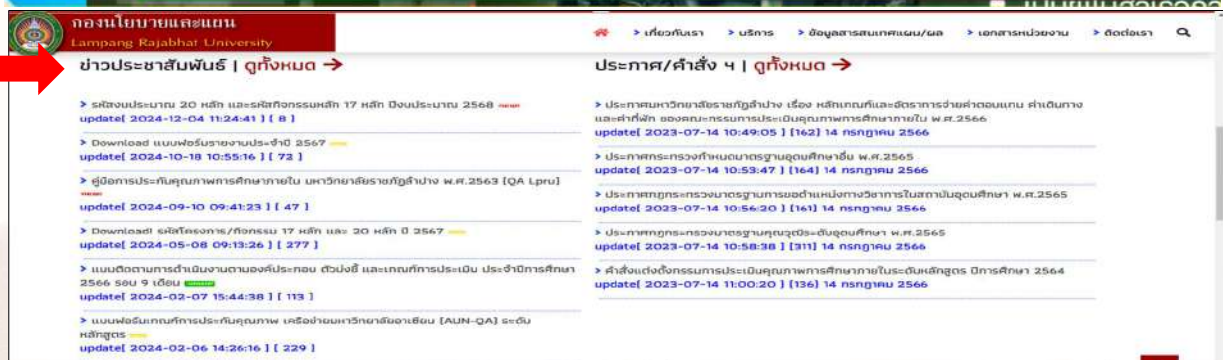 กองนโยบายและแผน
Lampang Rajabhat University
> เกี่ยวกับเรา > บริการ > ข้อมูลสารสนเทศแผน/ผล > เอกสารหน่วยงาน > ติดต่อเรา
ข่าวประชาสัมพันธ์ | ดูทั้งหมด →
> รหัสงบประมาณ 20 หลัก และรหัสกิจกรรมหลัก 17 หลัก ปีงบประมาณ 2568
update[ 2024-12-04 11:24:41 ] [ 8 ]
> Download แบบฟอร์มรายงานประจำปี 2567
update[ 2024-10-18 10:55:16 ] [ 72 ]
> คู่มือการประกันคุณภาพการศึกษาภายใน มหาวิทยาลัยราชภัฏลำปาง พ.ศ.2563 [QA Lpru]
update[ 2024-09-10 09:41:23 ] [ 47 ]
> Download! รหัสโครงการ/กิจกรรม 17 หลัก และ 20 หลัก ปี 2567
update[ 2024-05-08 09:13:26 ] [ 277 ]
> แบบติดตามการดำเนินงานตามองค์ประกอบ ตัวบ่งชี้ และเกณฑ์การประเมิน ประจำปีการศึกษา
2566 รอบ 9 เดือน
update[ 2024-02-07 15:44:38 ] [ 113 ]
> แบบฟอร์มเกณฑ์การประกันคุณภาพ เครือข่ายมหาวิทยาลัยอาเซียน [AUN-QA] ระดับ
หลักสูตร
update[ 2024-02-06 14:26:16 ] [ 229 ]
ประกาศ/คำสั่ง ฯ | ดูทั้งหมด →
> ประกาศมหาวิทยาลัยราชภัฏลำปาง เรื่อง หลักเกณฑ์และอัตราการจ่ายค่าตอบแทน ค่าเดินทาง
และค่าที่พัก ของคณะกรรมการประเมินคุณภาพการศึกษาภายใน พ.ศ.2566
update[ 2023-07-14 10:49:05 ] [162] 14 กรกฎาคม 2566
> ประกาศกระทรวงกำหนดมาตรฐานอุดมศึกษาอื่น พ.ศ.2565
update[ 2023-07-14 10:53:47 ] [164] 14 กรกฎาคม 2566
> ประกาศกฎกระทรวงมาตรฐานการขอตำแหน่งทางวิชาการในสถาบันอุดมศึกษา พ.ศ.2565
update[ 2023-07-14 10:56:20 ] [161] 14 กรกฎาคม 2566
> ประกาศกฎกระทรวงมาตรฐานคุณวุฒิระดับอุดมศึกษา พ.ศ.2565
update[ 2023-07-14 10:58:38 ] [311] 14 กรกฎาคม 2566
> คำสั่งแต่งตั้งกรรมการประเมินคุณภาพการศึกษาภายในระดับหลักสูตร ปีการศึกษา 2564
update[ 2023-07-14 11:00:20 ] [136] 14 กรกฎาคม 2566